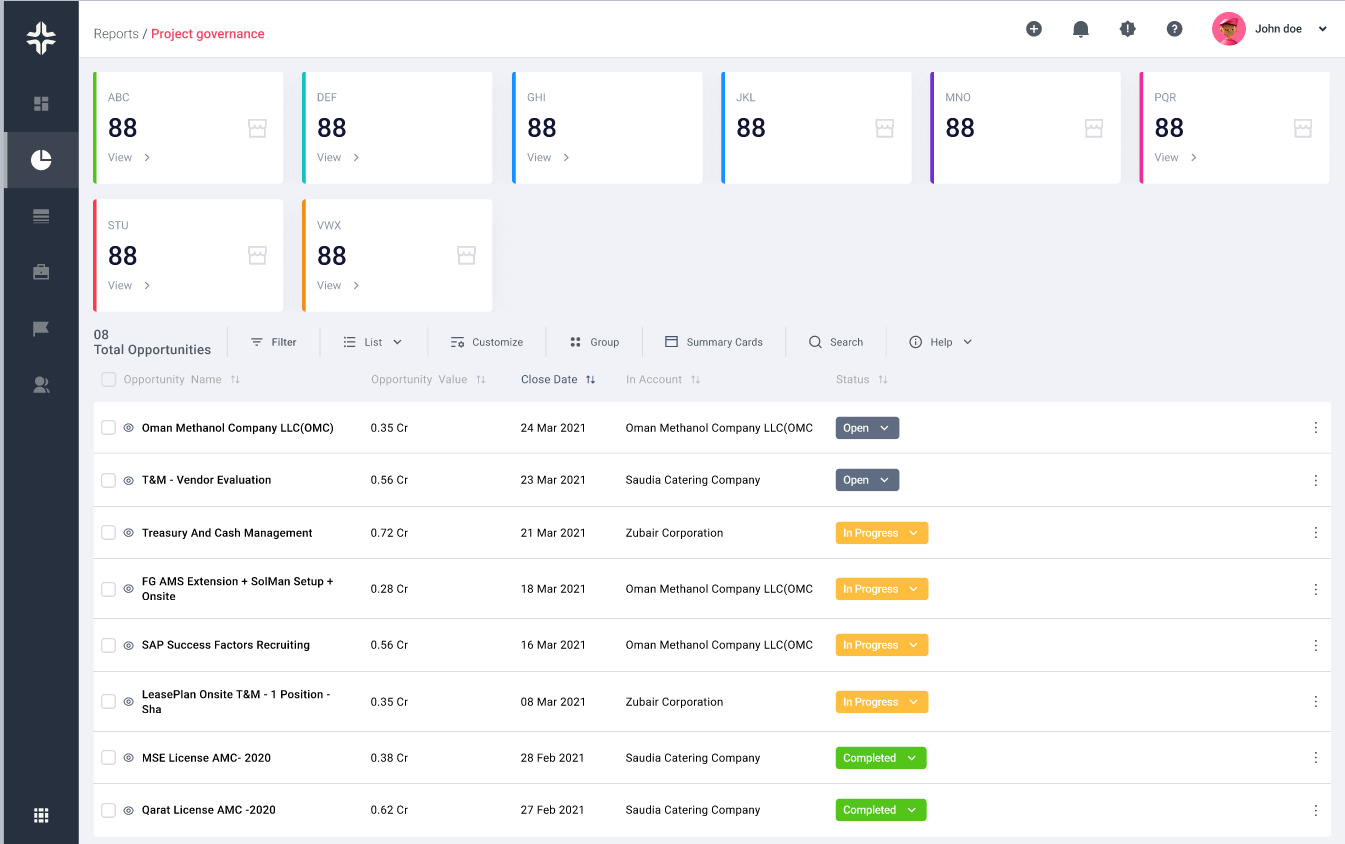 Reports / Project governance
John doe
ABC
88
View
DEF
88
View
GHI
88
View
JKL
88
MNO
88
PQR
88
View
STU
88
View
VWX
88
View
08
Total Opportunities
Filter
List
Customize
Group
Summary Cards
Search
Help
Opportunity Name Opportunity Value Close Date In Account Status
Oman Methanol Company LLC(OMC) 0.35 Cr 24 Mar 2021 Oman Methanol Company LLC(OMC Open
T&M - Vendor Evaluation 0.56 Cr 23 Mar 2021 Saudia Catering Company Open
Treasury And Cash Management 0.72 Cr 21 Mar 2021 Zubair Corporation In Progress
FG AMS Extension + SolMan Setup +
Onsite
0.28 Cr 18 Mar 2021 Oman Methanol Company LLC(OMC In Progress
SAP Success Factors Recruiting 0.56 Cr 16 Mar 2021 Oman Methanol Company LLC(OMC In Progress
LeasePlan Onsite T&M - 1 Position -
Sha
0.35 Cr 08 Mar 2021 Zubair Corporation In Progress
MSE License AMC- 2020 0.38 Cr 28 Feb 2021 Saudia Catering Company Completed
Qarat License AMC -2020 0.62 Cr 27 Feb 2021 Saudia Catering Company Completed